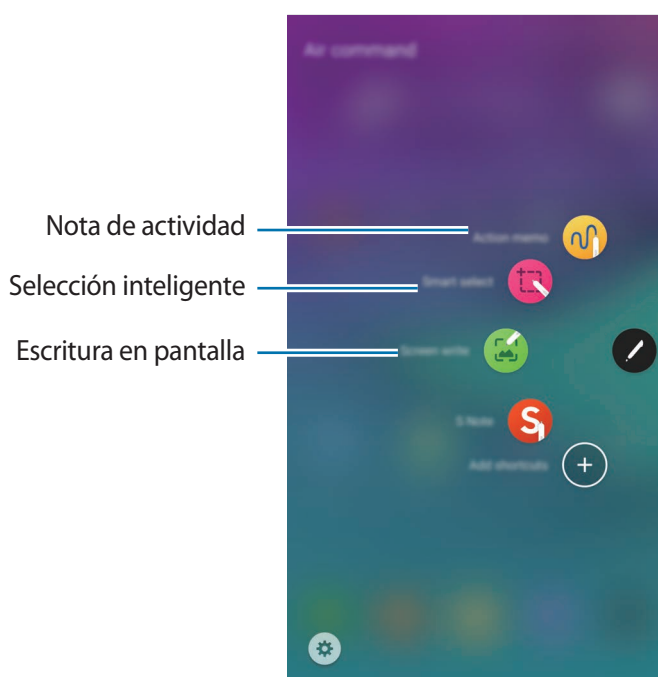 Air command
Nota de actividad
Action memo
Selección inteligente
Smart select
Escritura en pantalla
Screen write
S
S Note
Add shortcuts